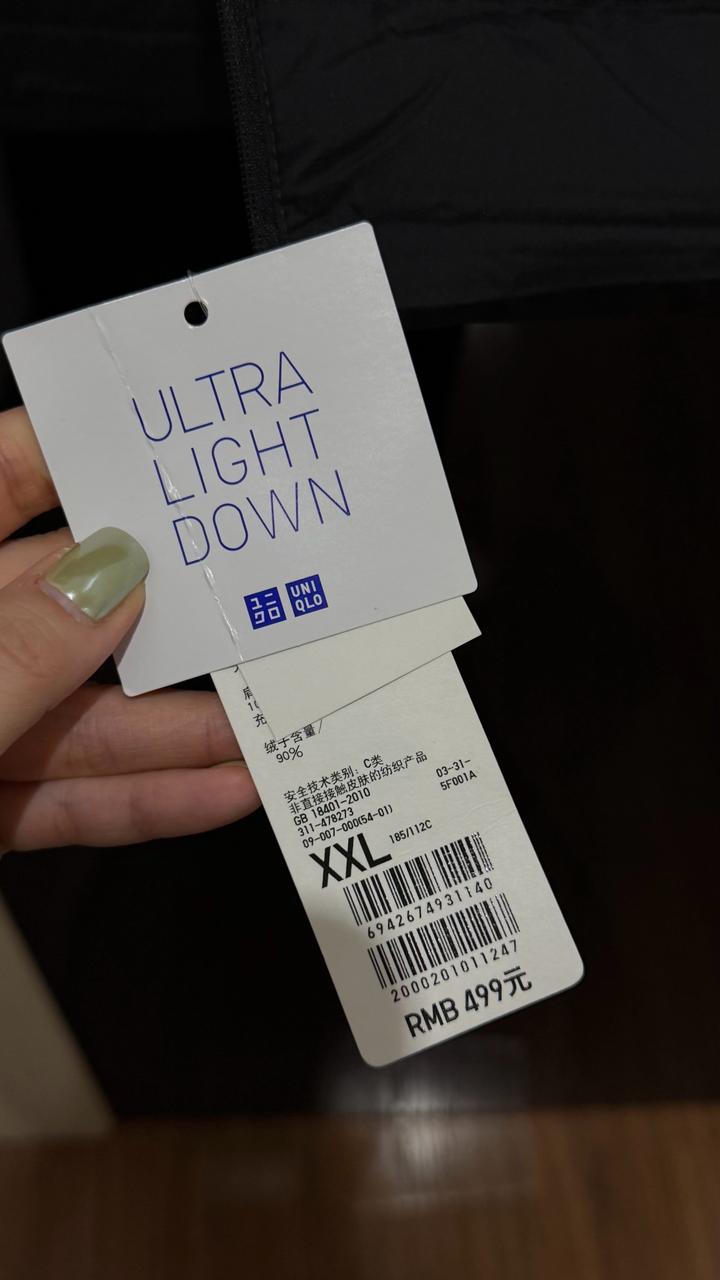 ULTRA
LIGHT
DOWN
ユニ
クロ
UNI
QLO
充
绒子含量
90%
安全技术类别: C类
非直接接触皮肤的纺织产品
GB 18401-2010
311-478273
09-007-000(54-01)
03-31-
5F001A
XXL
185/112C
6942674931140
2000201011247
RMB 499元